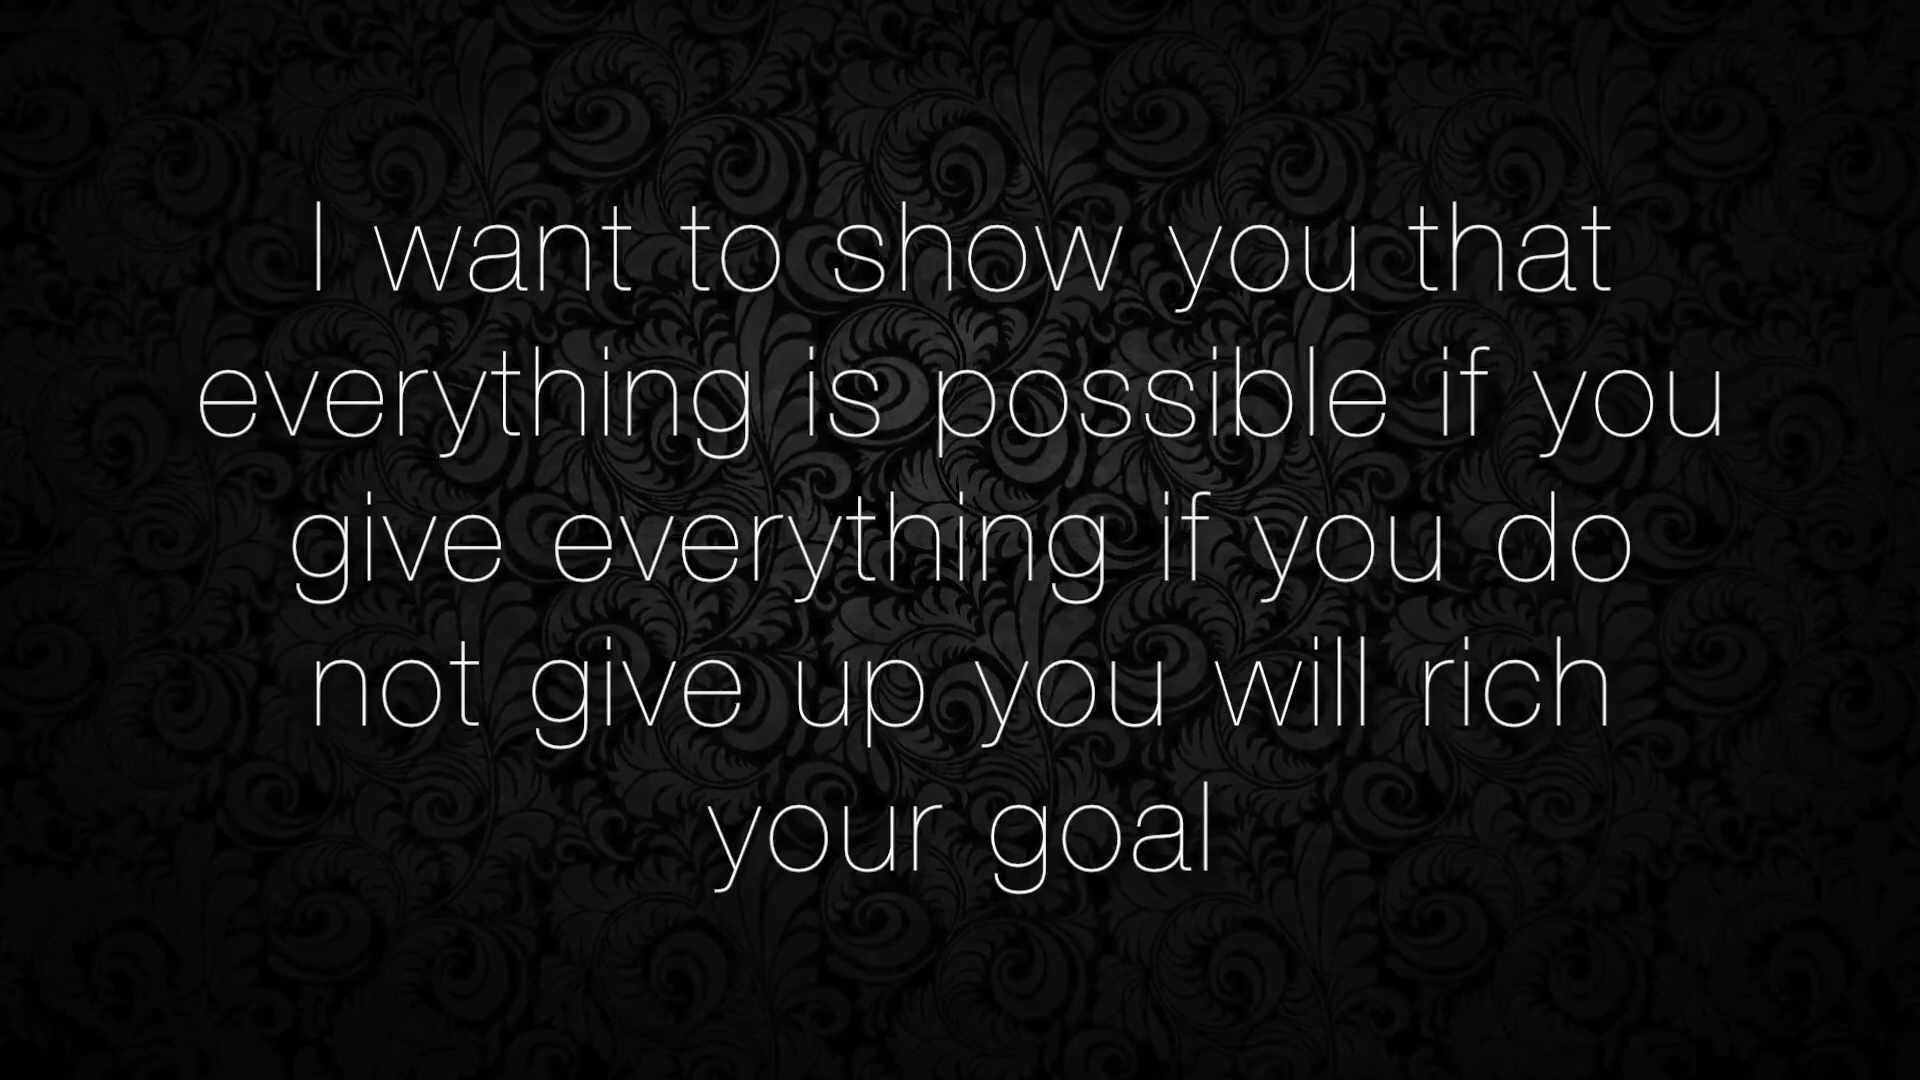 I want to show you that
everything is possible if you
give everything if you do
not give up you will rich
your goal